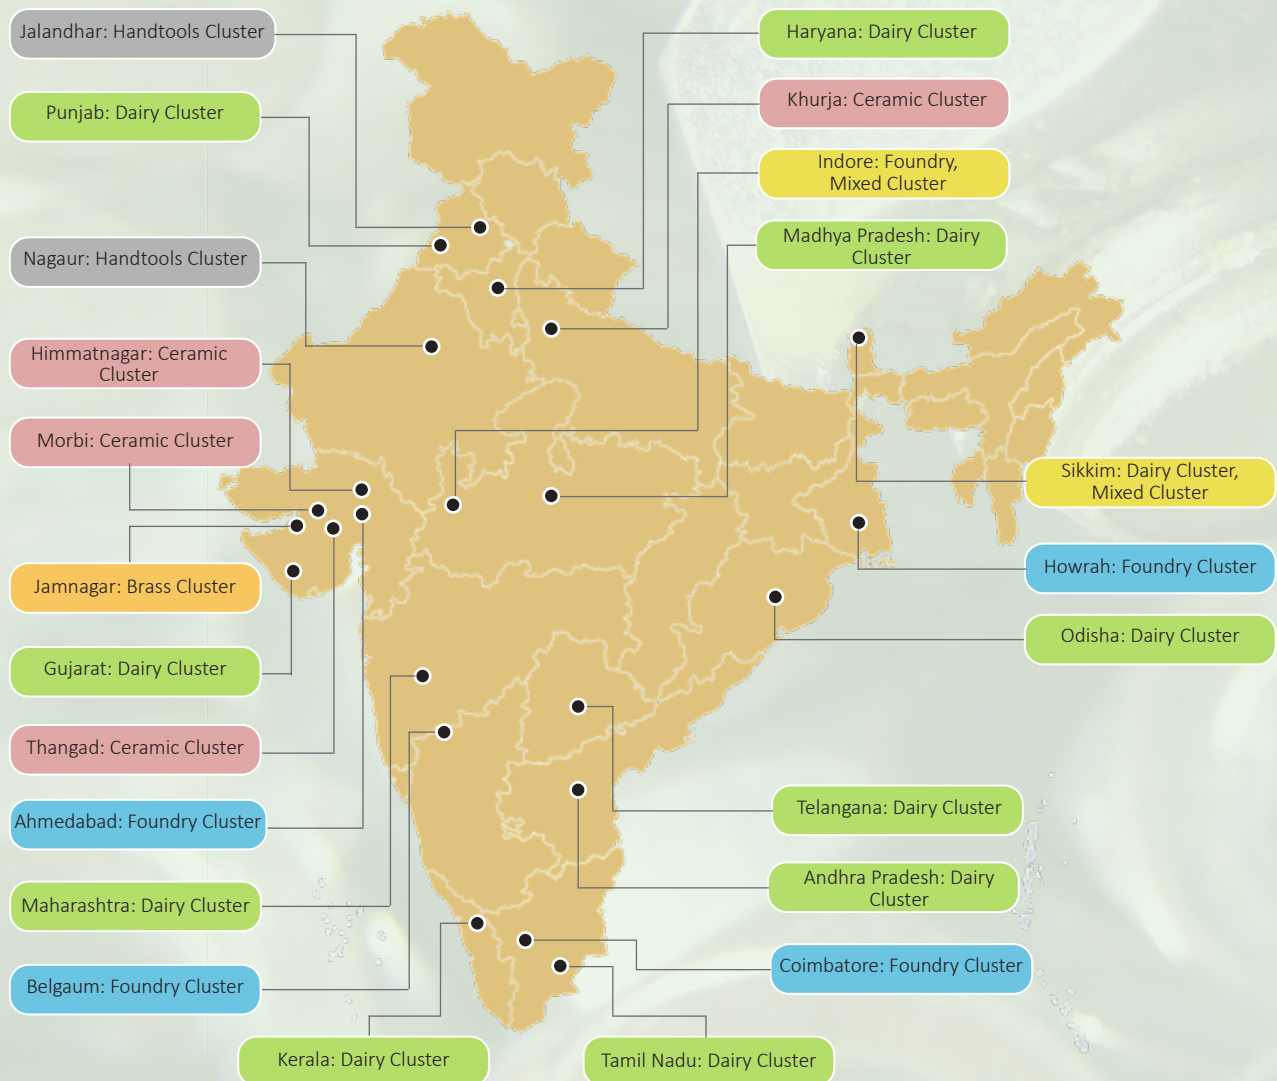 Jalandhar: Handtools Cluster
Punjab: Dairy Cluster
Nagaur: Handtools Cluster
Himmatnagar: Ceramic
Cluster
Morbi: Ceramic Cluster
Jamnagar: Brass Cluster
Gujarat: Dairy Cluster
Thangad: Ceramic Cluster
Ahmedabad: Foundry Cluster
Maharashtra: Dairy Cluster
Belgaum: Foundry Cluster
Kerala: Dairy Cluster
Tamil Nadu: Dairy Cluster
Haryana: Dairy Cluster
Khurja: Ceramic Cluster
Indore: Foundry,
Mixed Cluster
Madhya Pradesh: Dairy
Cluster
Sikkim: Dairy Cluster,
Mixed Cluster
Howrah: Foundry Cluster
Odisha: Dairy Cluster
Telangana: Dairy Cluster
Andhra Pradesh: Dairy
Cluster
Coimbatore: Foundry Cluster